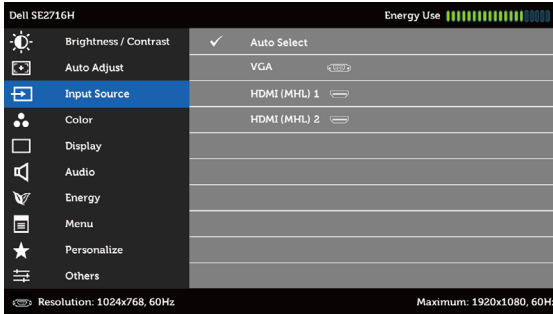 Dell SE2716H
Energy Use
Brightness / Contrast
Auto Select
Auto Adjust
VGA
Input Source
HDMI (MHL) 1
Color
HDMI (MHL) 2
Display
Audio
Energy
Menu
Personalize
Others
Resolution: 1024x768, 60Hz
Maximum: 1920x1080, 60Hz